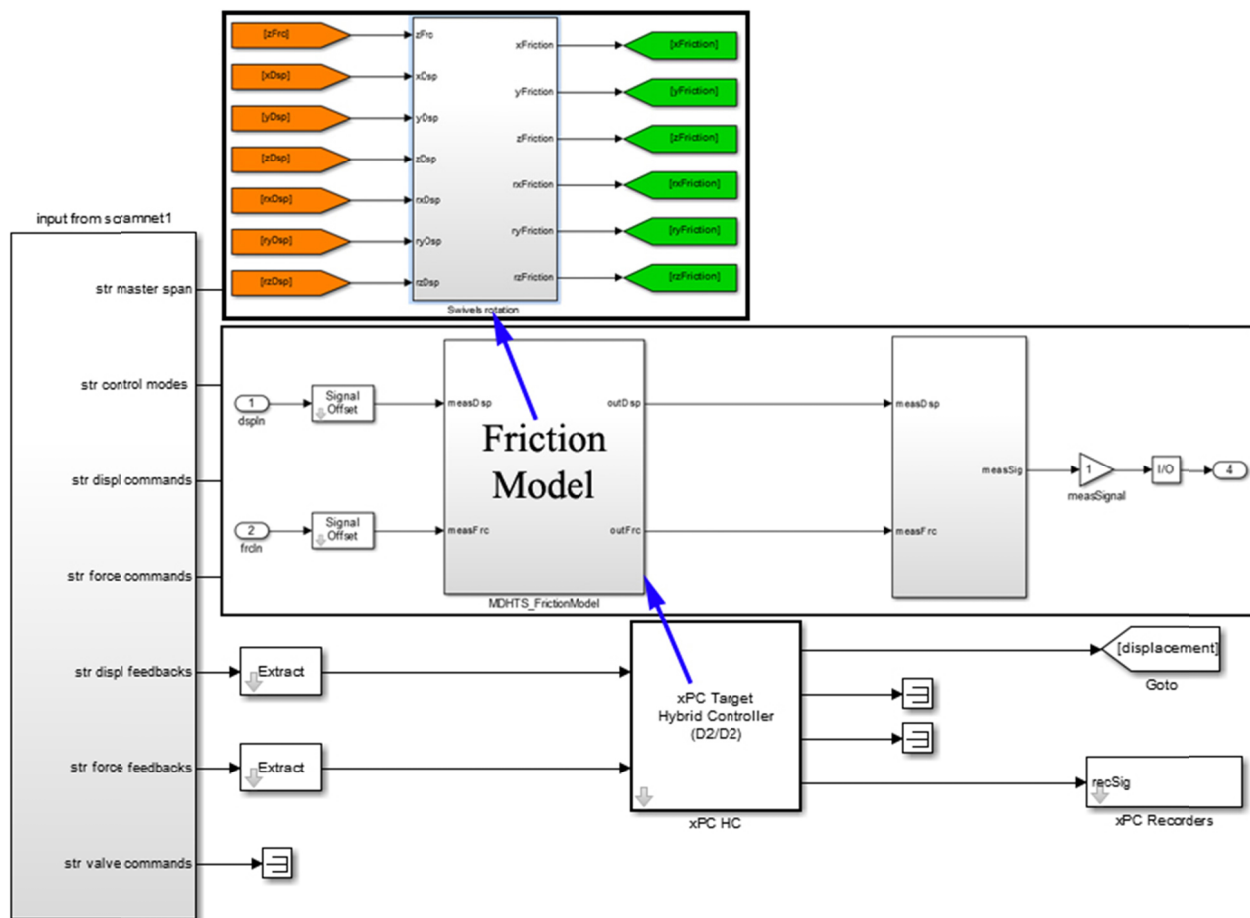 [zFrc]
[xDsp]
[yDsp]
[zDsp]
[rxDsp]
[ryDsp]
[rzDsp]
zFrc
xDsp
yDsp
zDsp
rxDsp
ryDsp
rzDsp
xFriction
yFriction
zFriction
rxFriction
ryFriction
rzFriction
Swivels rotation
[xFriction]
[yFriction]
[zFriction]
[rxFriction]
[ryFriction]
[rzFriction]
input from scramnet1
str master span
str control modes
str displ commands
str force commands
str displ feedbacks
str force feedbacks
str valve commands
1
dspIn
Signal
Offset
2
frcIn
Signal
Offset
measDsp
measFrc
Friction
Model
outDsp
outFrc
MDHTS_FrictionModel
measDsp
measFrc
measSig
1
measSignal
I/O
4
Extract
Extract
xPC Target
Hybrid Controller
(D2/D2)
xPC HC
[displacement]
Goto
recSig
xPC Recorders